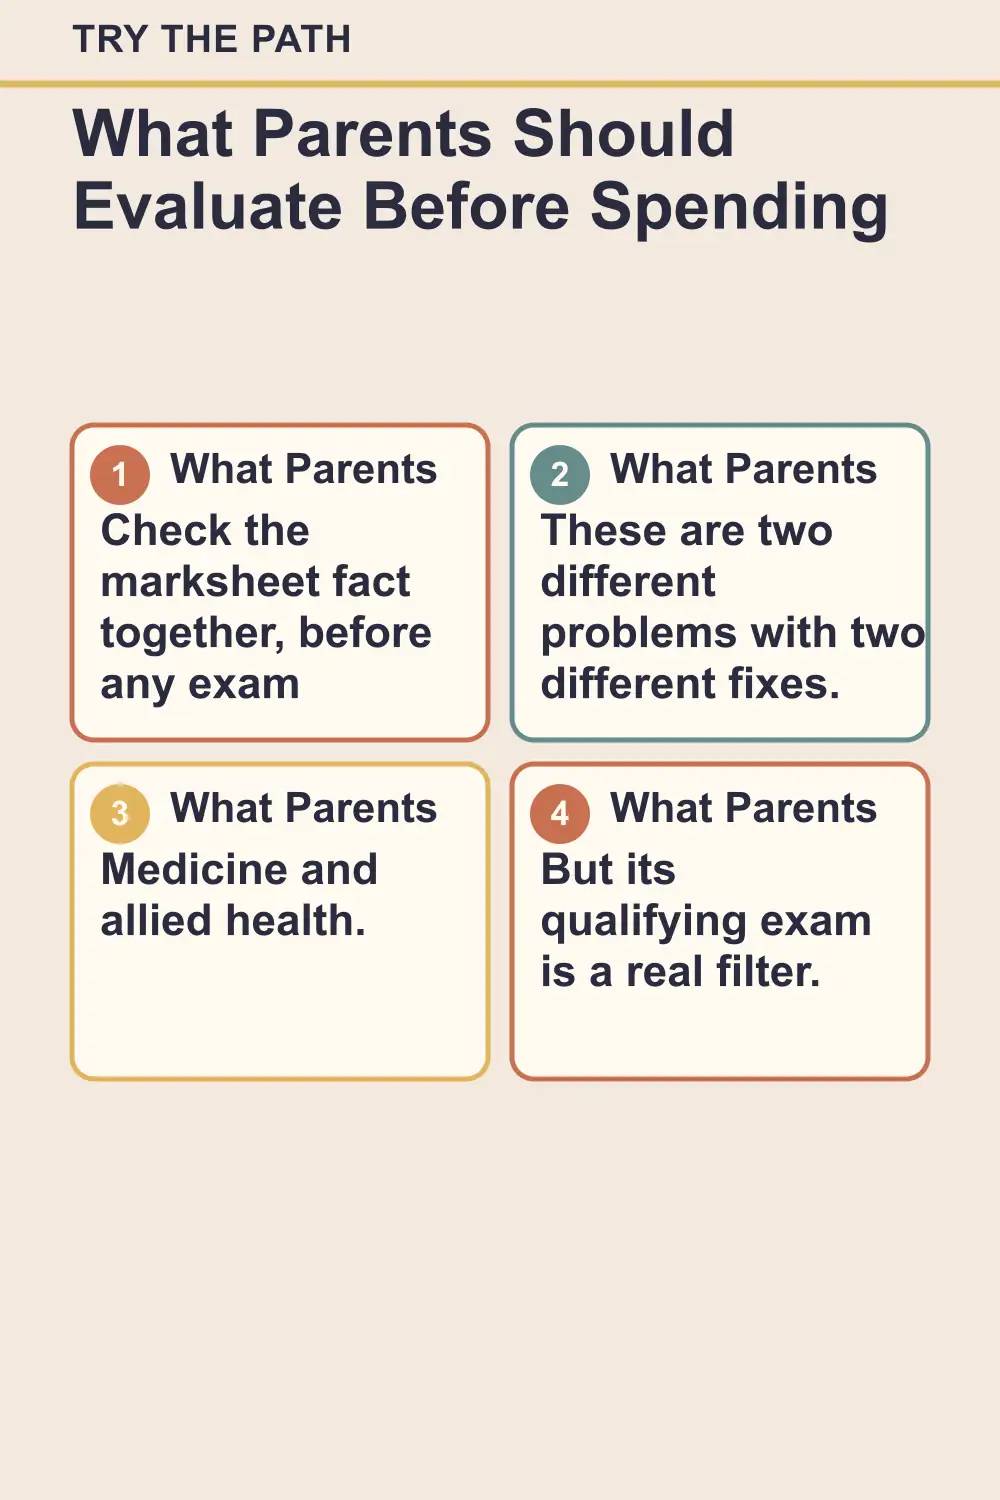 TRY THE PATH
What Parents Should
Evaluate Before Spending
1 What Parents
Check the
marksheet fact
together, before
any exam
2 What Parents
These are two
different
problems with two
different fixes.
3 What Parents
Medicine and
allied health.
4 What Parents
But its
qualifying exam
is a real filter.